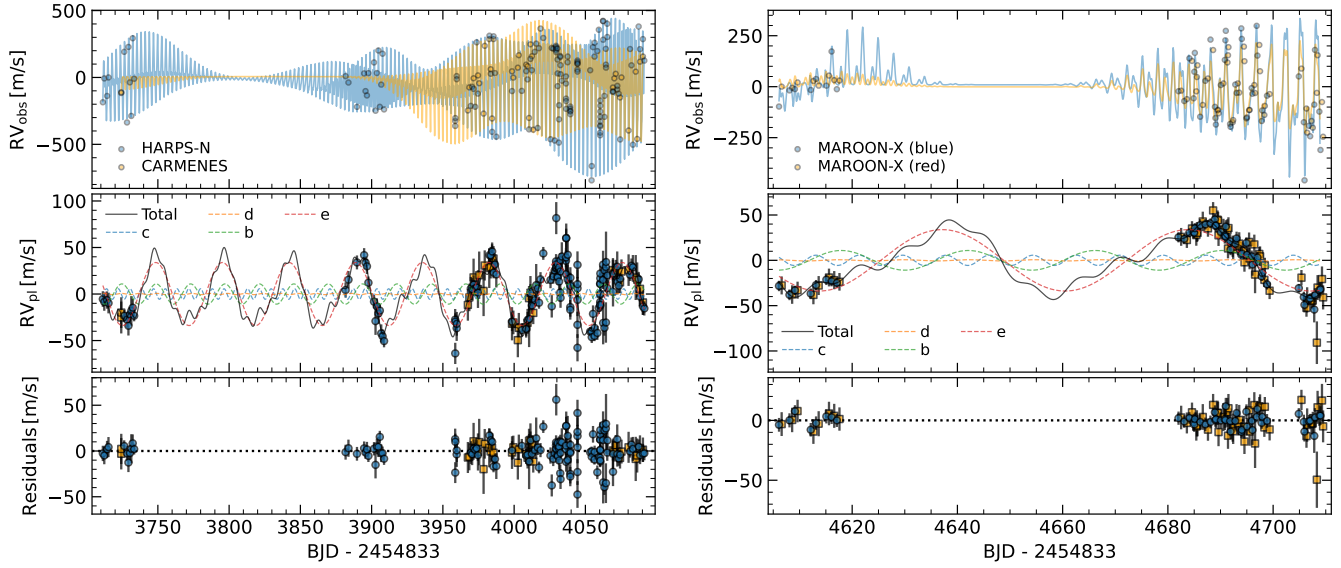 500
0
−500
RV_obs [m/s]
HARPS-N
CARMENES
100
50
0
−50
RV_pl [m/s]
Total
d
e
c
b
50
0
−50
Residuals [m/s]
3750 3800 3850 3900 3950 4000 4050
BJD - 2454833
250
0
−250
RV_obs [m/s]
MAROON-X (blue)
MAROON-X (red)
50
0
−50
−100
RV_pl [m/s]
Total
d
e
c
b
50
0
−50
Residuals [m/s]
4620 4640 4660 4680 4700
BJD - 2454833